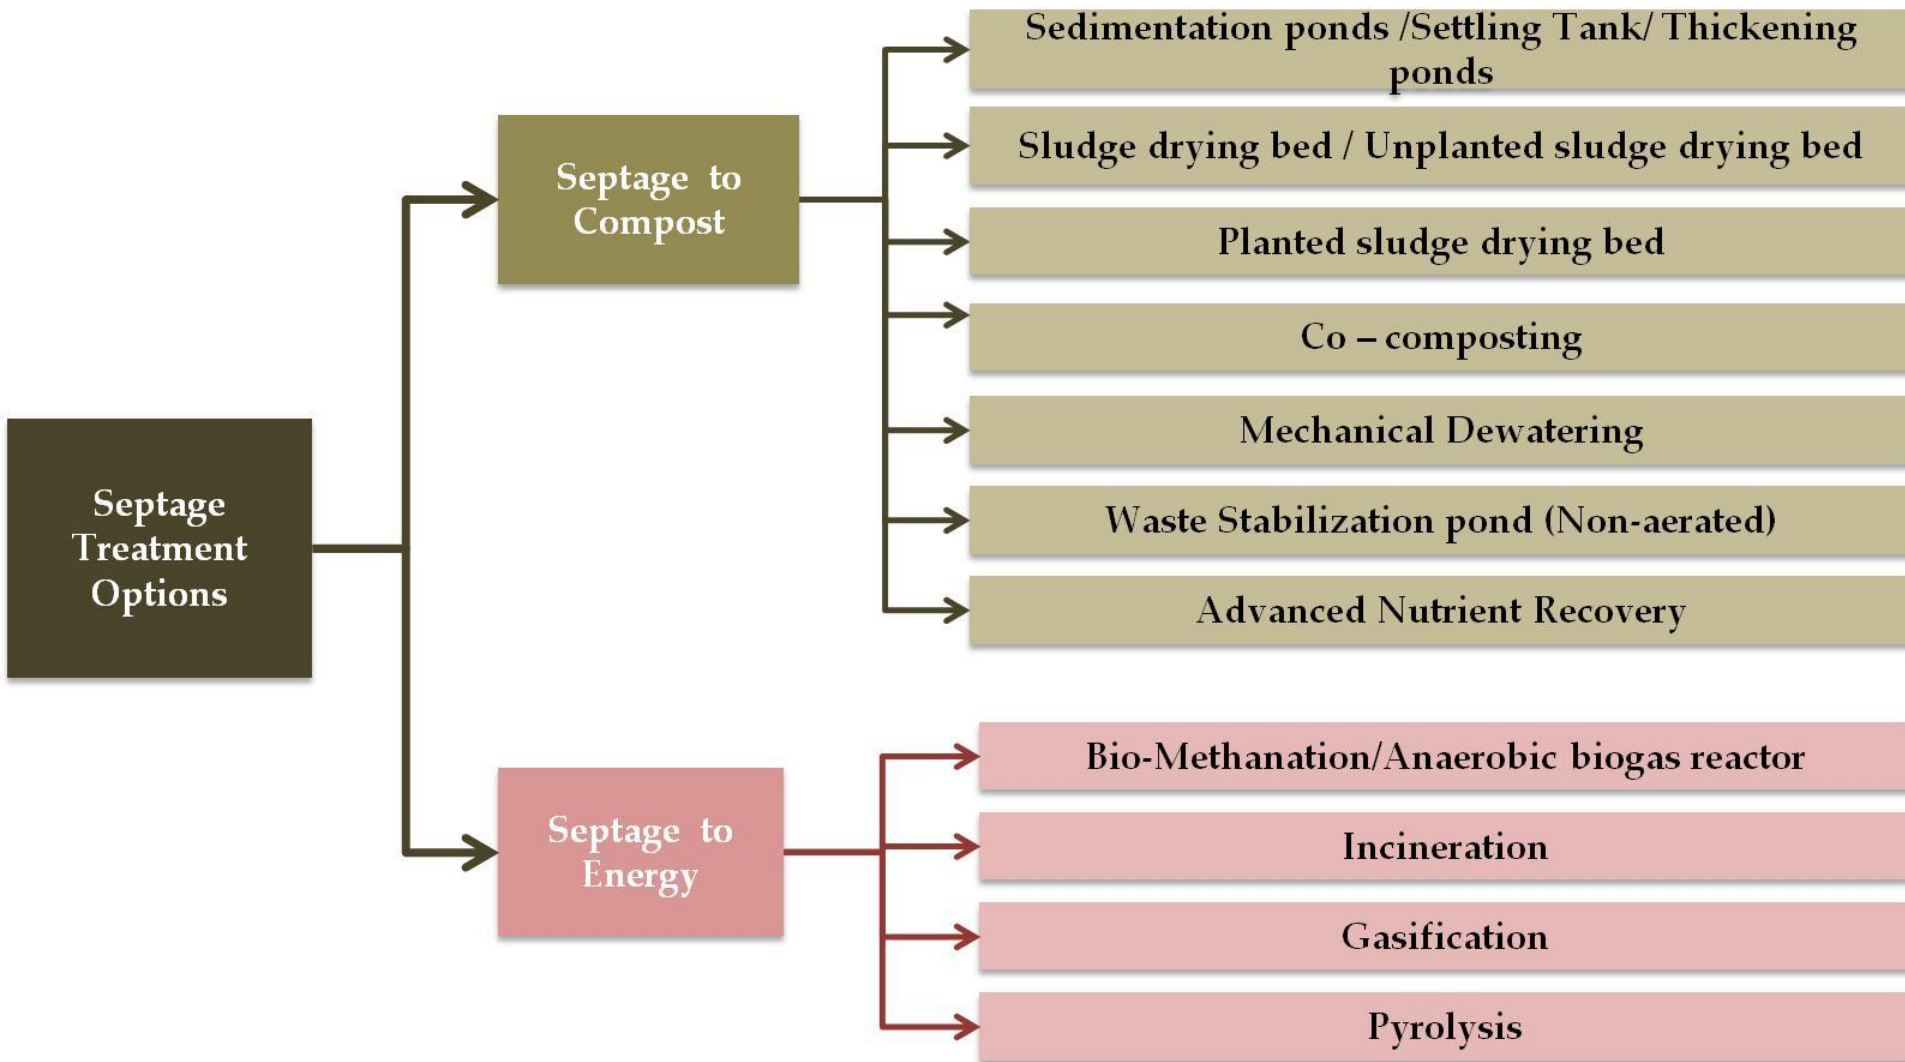 Septage
Treatment
Options
Septage to
Compost
Sedimentation ponds /Settling Tank/ Thickening
ponds
Sludge drying bed / Unplanted sludge drying bed
Planted sludge drying bed
Co – composting
Mechanical Dewatering
Waste Stabilization pond (Non-aerated)
Advanced Nutrient Recovery
Septage to
Energy
Bio-Methanation/Anaerobic biogas reactor
Incineration
Gasification
Pyrolysis